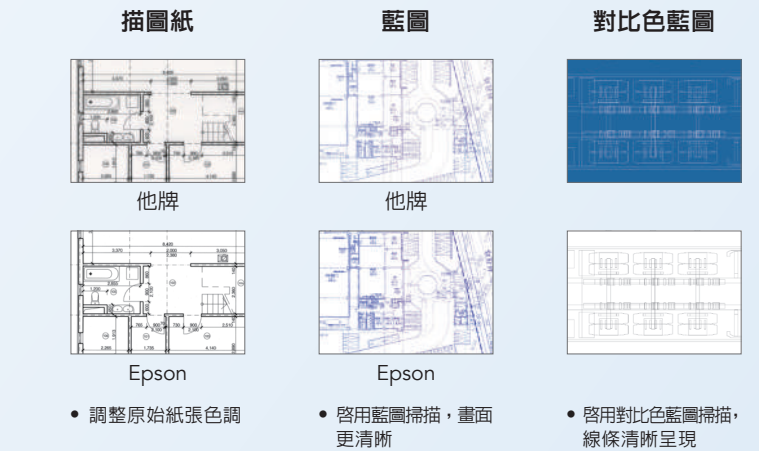 描圖紙
藍圖
對比色藍圖
他牌
他牌
Epson
Epson
• 調整原始紙張色調
• 啓用藍圖掃描，畫面
更清晰
• 啓用對比色藍圖掃描，
線條清晰呈現